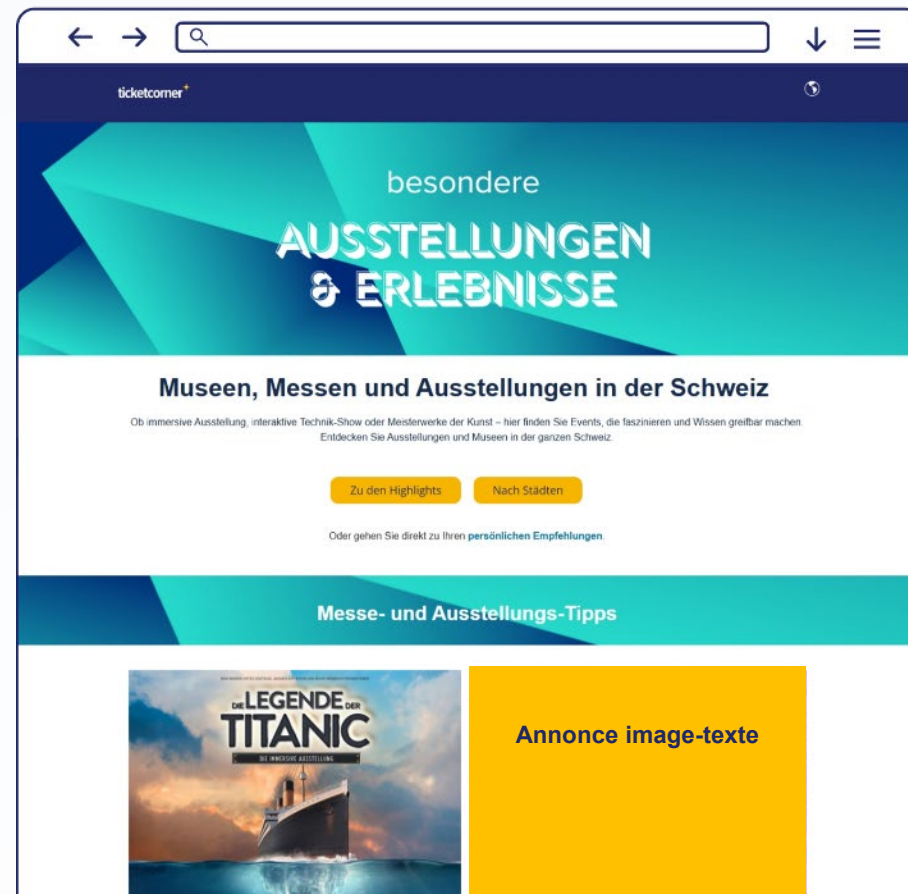 ticketcorner
besondere
AUSSTELLUNGEN
& ERLEBNISSE
Museen, Messen und Ausstellungen in der Schweiz
Ob immersive Ausstellung, interaktive Technik-Show oder Meisterwerke der Kunst – hier finden Sie Events, die faszinieren und Wissen greifbar machen.
Entdecken Sie Ausstellungen und Museen in der ganzen Schweiz.
Zu den Highlights
Nach Städten
Oder gehen Sie direkt zu Ihren persönlichen Empfehlungen.
Messe- und Ausstellungs-Tipps
DIE LEGENDE DER
TITANIC
DIE IMMERSIVE AUSSTELLUNG
Annonce image-texte